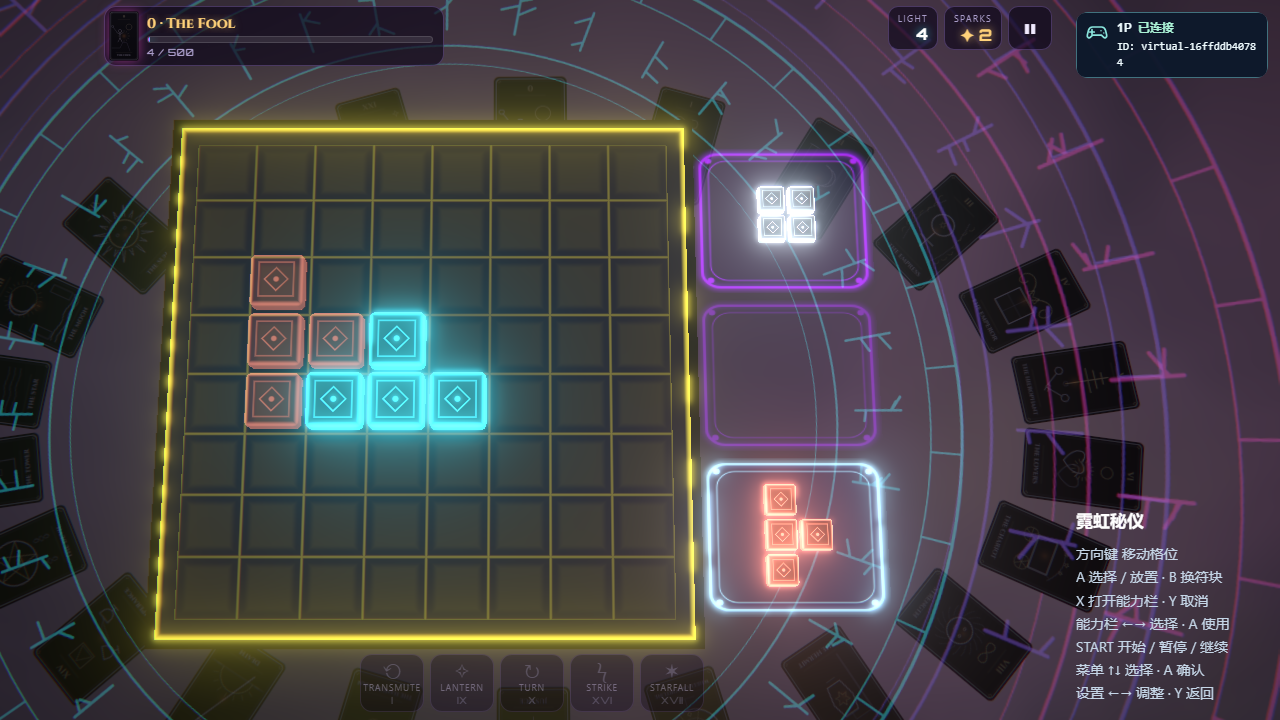 0 · THE FOOL
4 / 500
LIGHT
4
SPARKS
2
1P 已连接
ID: virtual-16ffddb4078
4
霓虹秘仪
方向键 移动格位
A 选择 / 放置 · B 换符块
X 打开能力栏 · Y 取消
能力栏 ←→ 选择 · A 使用
START 开始 / 暂停 / 继续
菜单 ↑↓ 选择 · A 确认
设置 ←→ 调整 · Y 返回
TRANSMUTE
I
LANTERN
IX
TURN
X
STRIKE
XVI
STARFALL
XVII